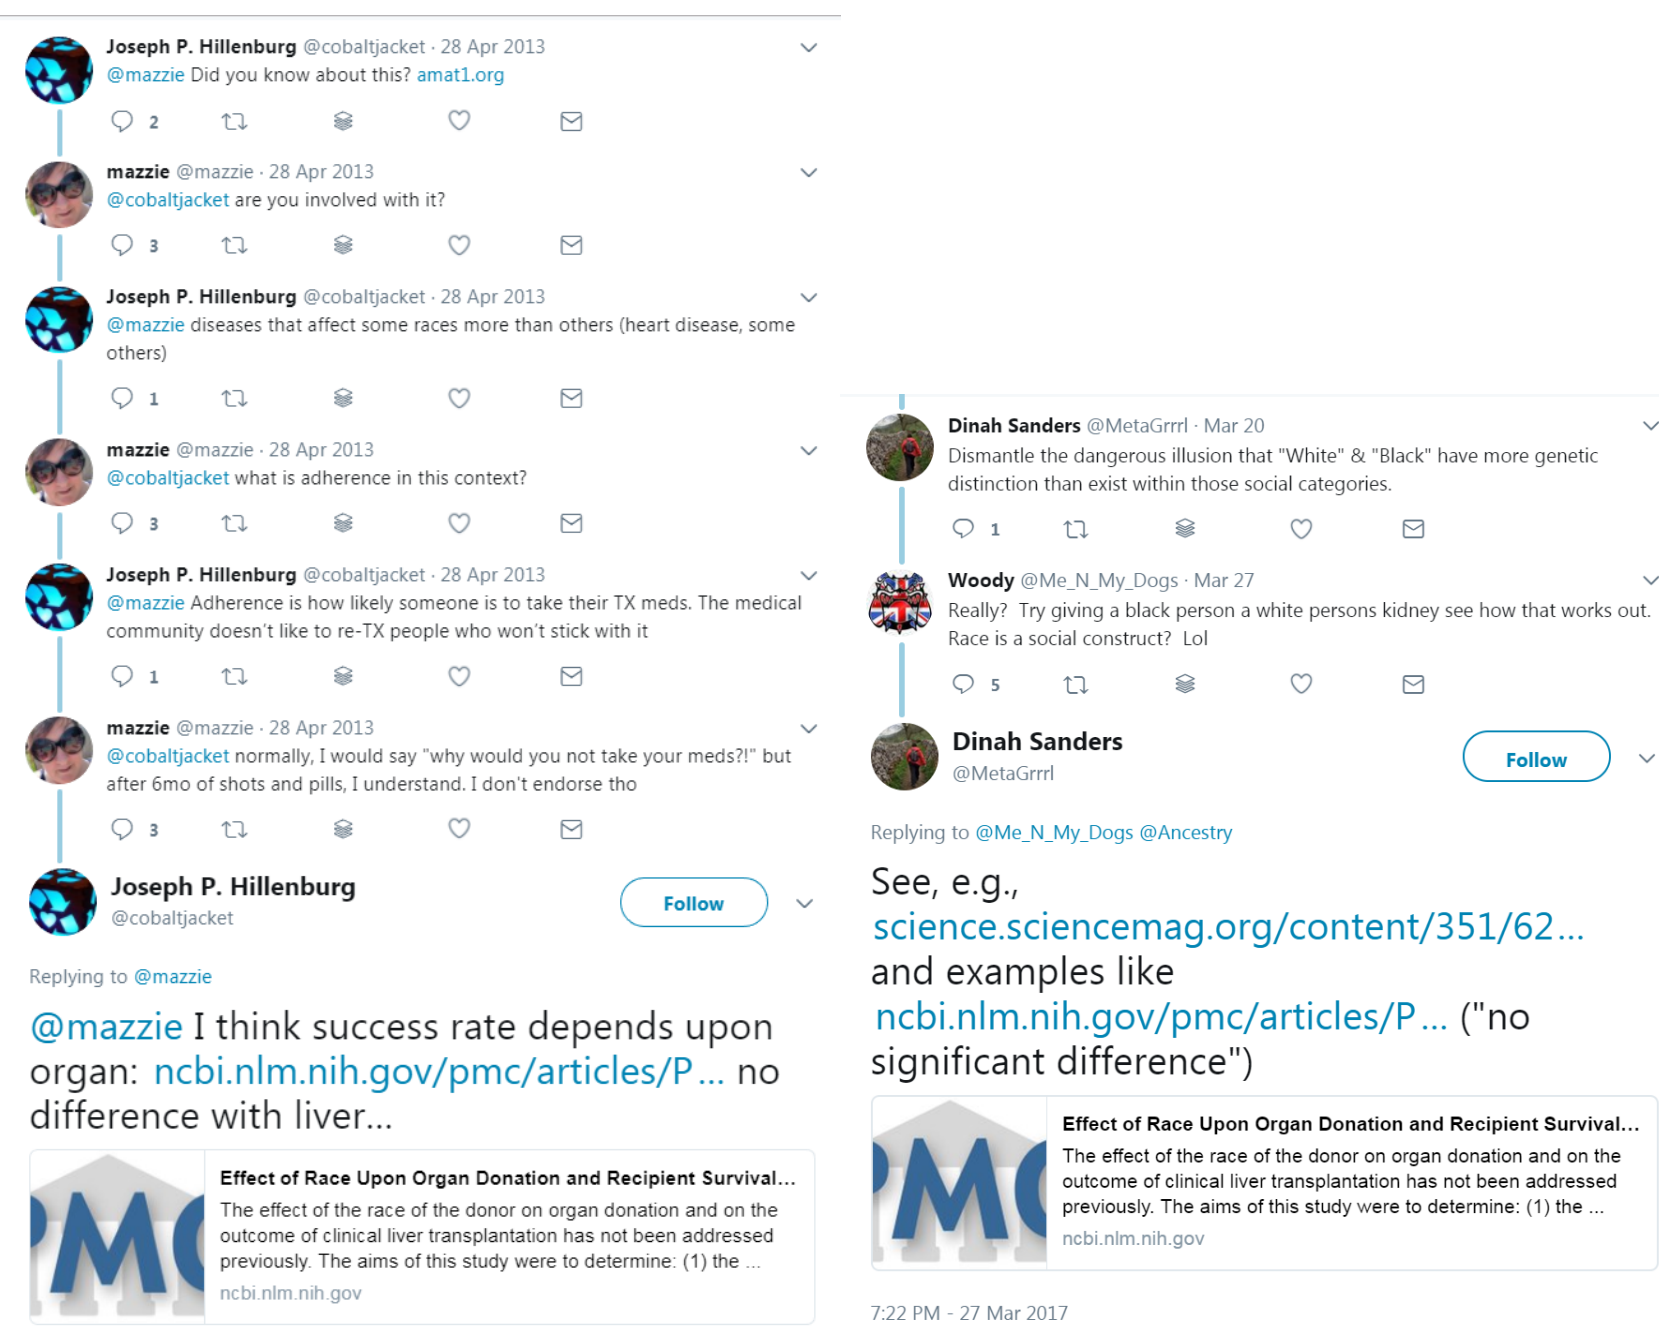 Joseph P. Hillenburg @cobaltjacket · 28 Apr 2013
@mazzie Did you know about this? amat1.org
2
mazzie @mazzie · 28 Apr 2013
@cobaltjacket are you involved with it?
3
Joseph P. Hillenburg @cobaltjacket · 28 Apr 2013
@mazzie diseases that affect some races more than others (heart disease, some
others)
1
mazzie @mazzie · 28 Apr 2013
@cobaltjacket what is adherence in this context?
3
Joseph P. Hillenburg @cobaltjacket · 28 Apr 2013
@mazzie Adherence is how likely someone is to take their TX meds. The medical
community doesn't like to re-TX people who won't stick with it
1
mazzie @mazzie · 28 Apr 2013
@cobaltjacket normally, I would say "why would you not take your meds?!" but
after 6mo of shots and pills, I understand. I don't endorse tho
3
Joseph P. Hillenburg
@cobaltjacket
Follow
Replying to @mazzie
@mazzie I think success rate depends upon
organ: ncbi.nlm.nih.gov/pmc/articles/P... no
difference with liver...
PMC
Effect of Race Upon Organ Donation and Recipient Survival...
The effect of the race of the donor on organ donation and on the
outcome of clinical liver transplantation has not been addressed
previously. The aims of this study were to determine: (1) the ...
ncbi.nlm.nih.gov
Dinah Sanders @MetaGrrrl · Mar 20
Dismantle the dangerous illusion that "White" & "Black" have more genetic
distinction than exist within those social categories.
1
Woody @Me_N_My_Dogs · Mar 27
Really?  Try giving a black person a white persons kidney see how that works out.
Race is a social construct?  Lol
5
Dinah Sanders
@MetaGrrrl
Follow
Replying to @Me_N_My_Dogs @Ancestry
See, e.g.,
science.sciencemag.org/content/351/62...
and examples like
ncbi.nlm.nih.gov/pmc/articles/P... ("no
significant difference")
PMC
Effect of Race Upon Organ Donation and Recipient Survival...
The effect of the race of the donor on organ donation and on the
outcome of clinical liver transplantation has not been addressed
previously. The aims of this study were to determine: (1) the ...
ncbi.nlm.nih.gov
7:22 PM - 27 Mar 2017